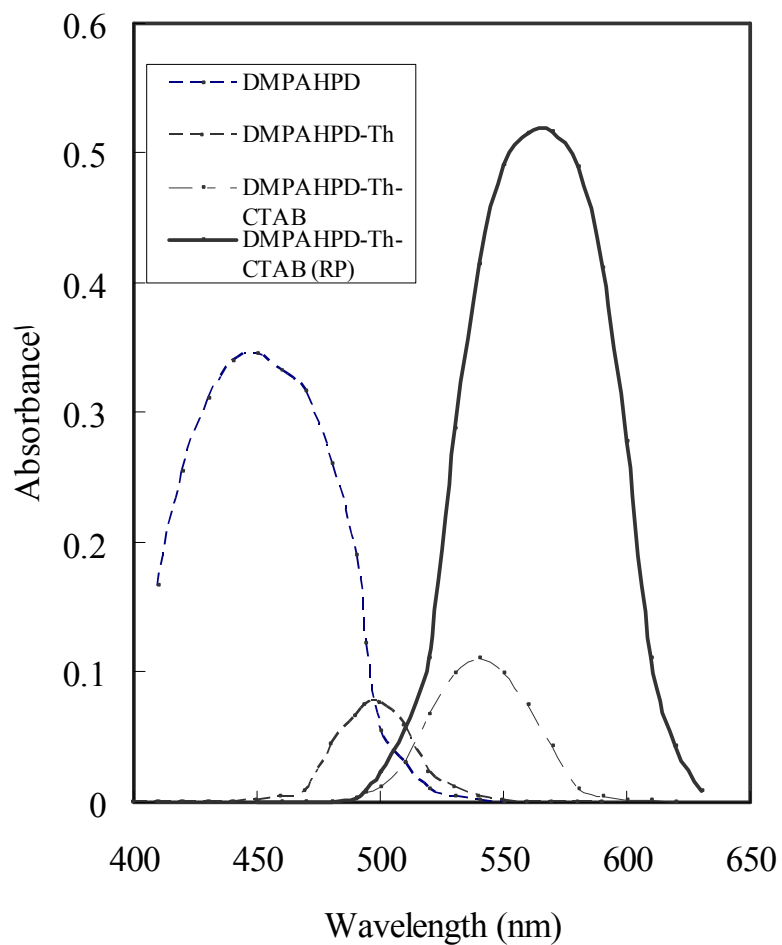 0.6
0.5
0.4
0.3
0.2
0.1
0
Absorbance
DMPAHPD
DMPAHPD-Th
DMPAHPD-Th-
CTAB
DMPAHPD-Th-
CTAB (RP)
400 450 500 550 600 650
Wavelength (nm)